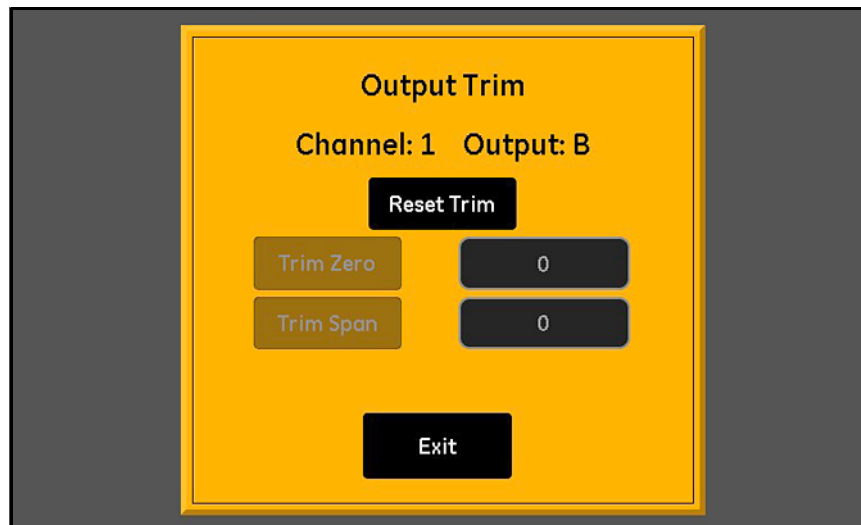 Output Trim
Channel: 1 Output: B
Reset Trim
Trim Zero 0
Trim Span 0
Exit